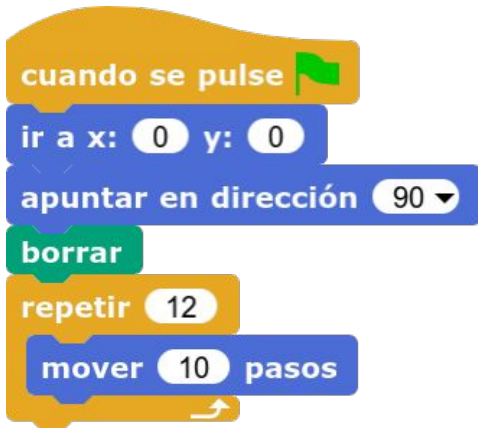 cuando se pulse
ir a x: 0 y: 0
apuntar en dirección 90
borrar
repetir 12
mover 10 pasos